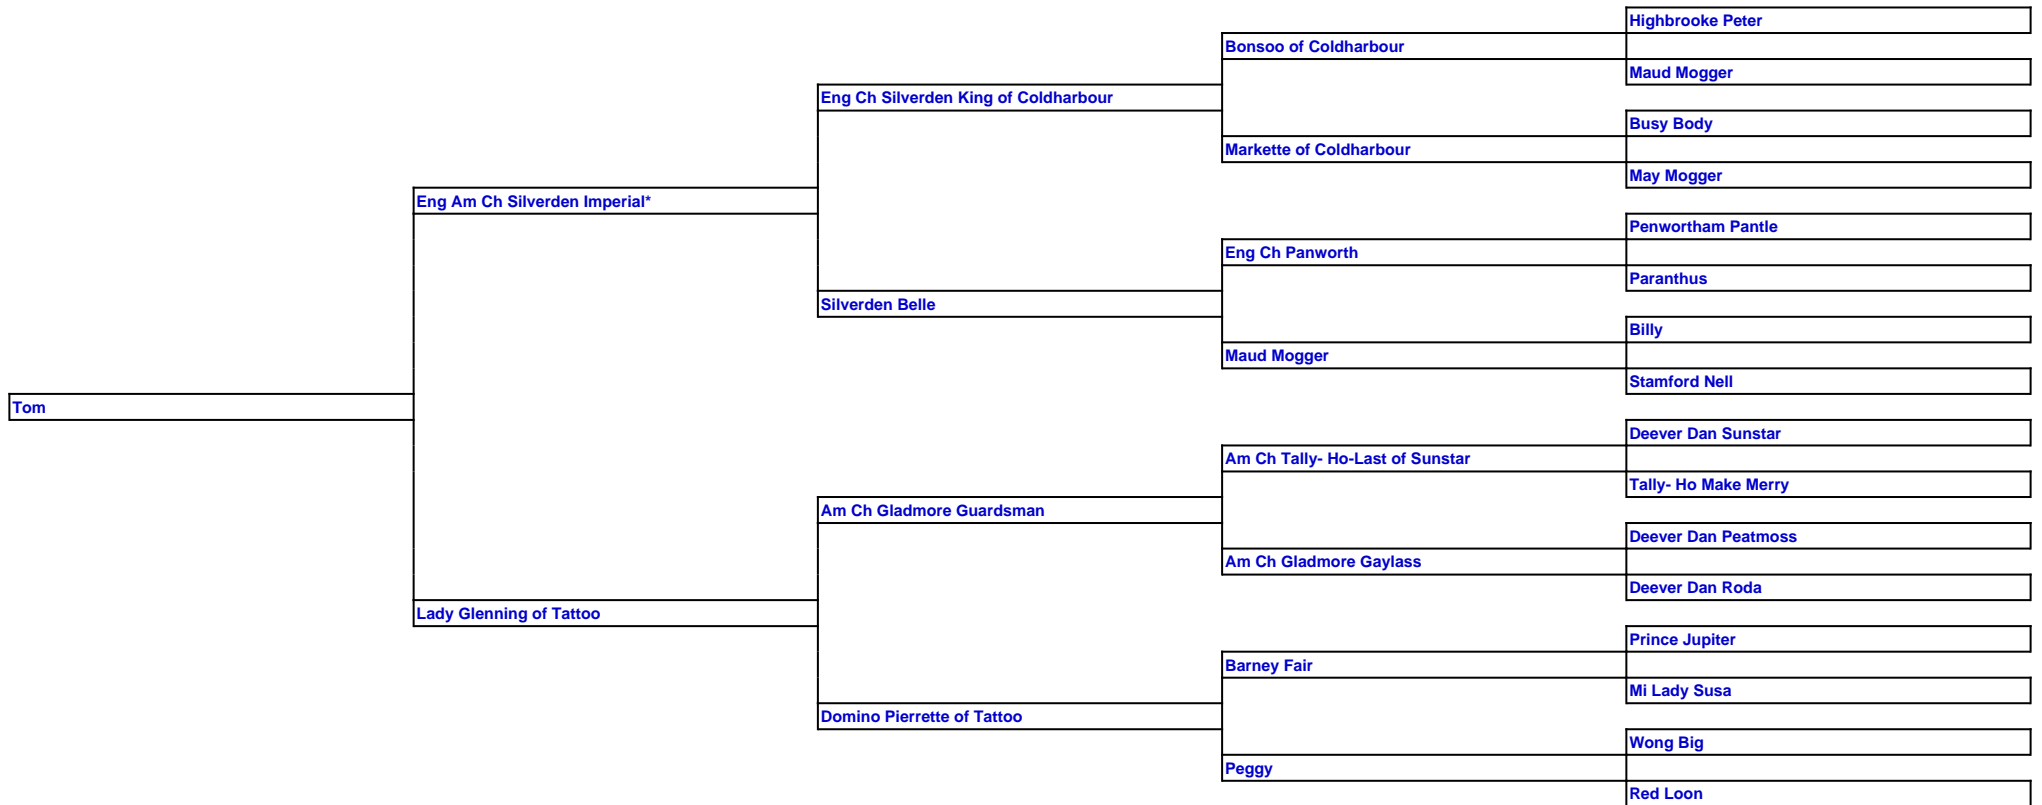 Highbrooke Peter
Bonsoo of Coldharbour
Maud Mogger
Eng Ch Silverden King of Coldharbour
Busy Body
Markette of Coldharbour
May Mogger
Eng Am Ch Silverden Imperial*
Penwortham Pantle
Eng Ch Panworth
Paranthus
Silverden Belle
Billy
Maud Mogger
Stamford Nell
Tom
Deever Dan Sunstar
Am Ch Tally- Ho-Last of Sunstar
Tally- Ho Make Merry
Am Ch Gladmore Guardsman
Deever Dan Peatmoss
Am Ch Gladmore Gaylass
Deever Dan Roda
Lady Glenning of Tattoo
Prince Jupiter
Barney Fair
Mi Lady Susa
Domino Pierrette of Tattoo
Wong Big
Peggy
Red Loon